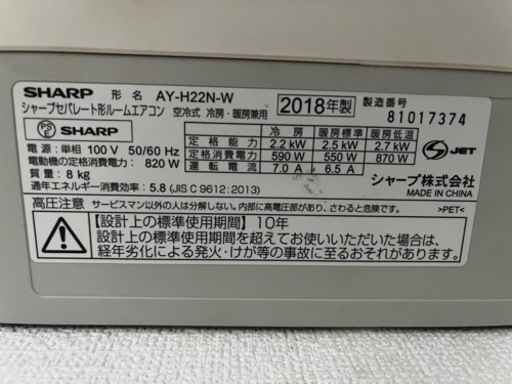 SHARP 形名 AY-H22N-W 2018年製 製造番号
シャープセパレート形ルームエアコン 空冷式 冷房・暖房兼用 81017374
PS E SHARP 冷房 暖房標準 暖房低温
電源:単相 100 V 50/60 Hz 定格能力 2.2 kW 2.5 kW 2.7 kW JET
電動機の定格消費電力: 820 W 定格消費電力 590 W 550 W 870 W
質量:8 kg 運転電流 7.0 A 6.5 A シャープ株式会社
通年エネルギー消費効率:5.8 (JIS C 9612:2013) MADE IN CHINA
高圧注意 サービスマン以外の人は分解しない。内部に高電圧部があり、さわると危険です。 >PET<
【設計上の標準使用期間】10年
設計上の標準使用期間を超えてお使いいただいた場合は、
経年劣化による発火・けが等の事故に至るおそれがあります。